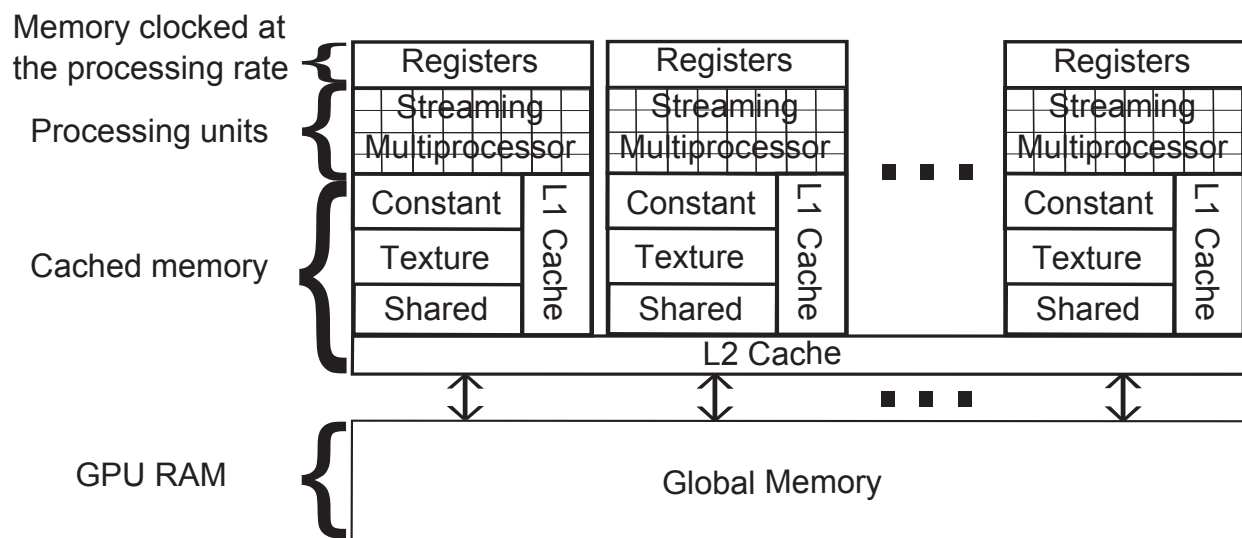 Memory clocked at
the processing rate
Registers
Registers
Registers
Processing units
Streaming
Multiprocessor
Streaming
Multiprocessor
Streaming
Multiprocessor
Cached memory
Constant
Texture
Shared
L1 Cache
Constant
Texture
Shared
L1 Cache
Constant
Texture
Shared
L1 Cache
L2 Cache
GPU RAM
Global Memory